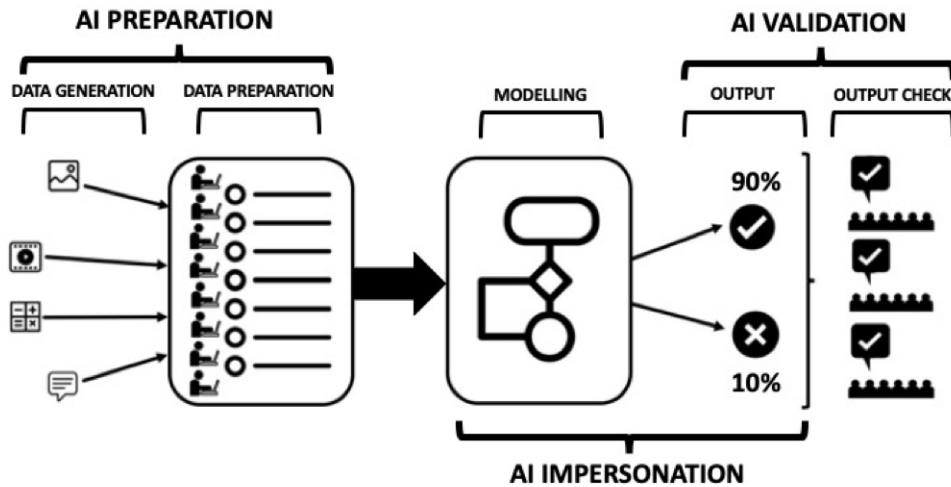 AI PREPARATION
AI VALIDATION
DATA GENERATION
DATA PREPARATION
MODELLING
OUTPUT
OUTPUT CHECK
90%
10%
AI IMPERSONATION